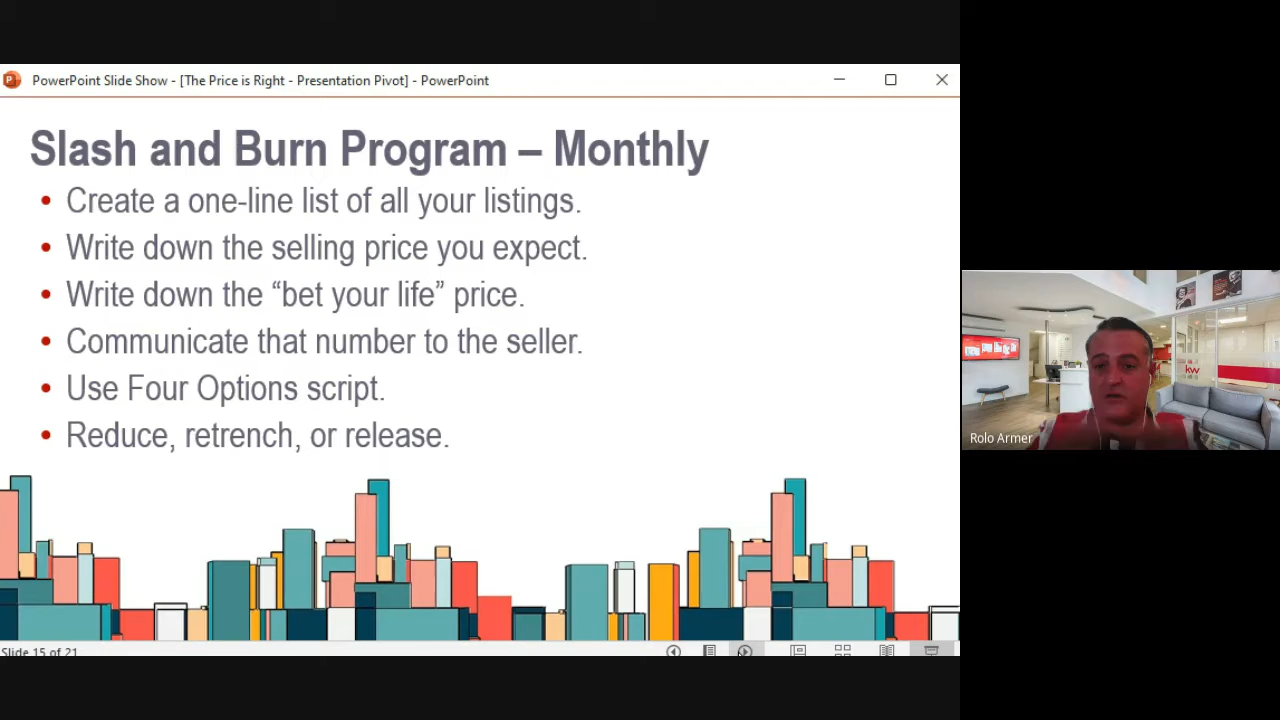 PowerPoint Slide Show - [The Price is Right - Presentation Pivot] - PowerPoint
Slash and Burn Program – Monthly
• Create a one-line list of all your listings.
• Write down the selling price you expect.
• Write down the “bet your life” price.
• Communicate that number to the seller.
• Use Four Options script.
• Reduce, retrench, or release.
Slide 15 of 21
kw
Rolo Armer